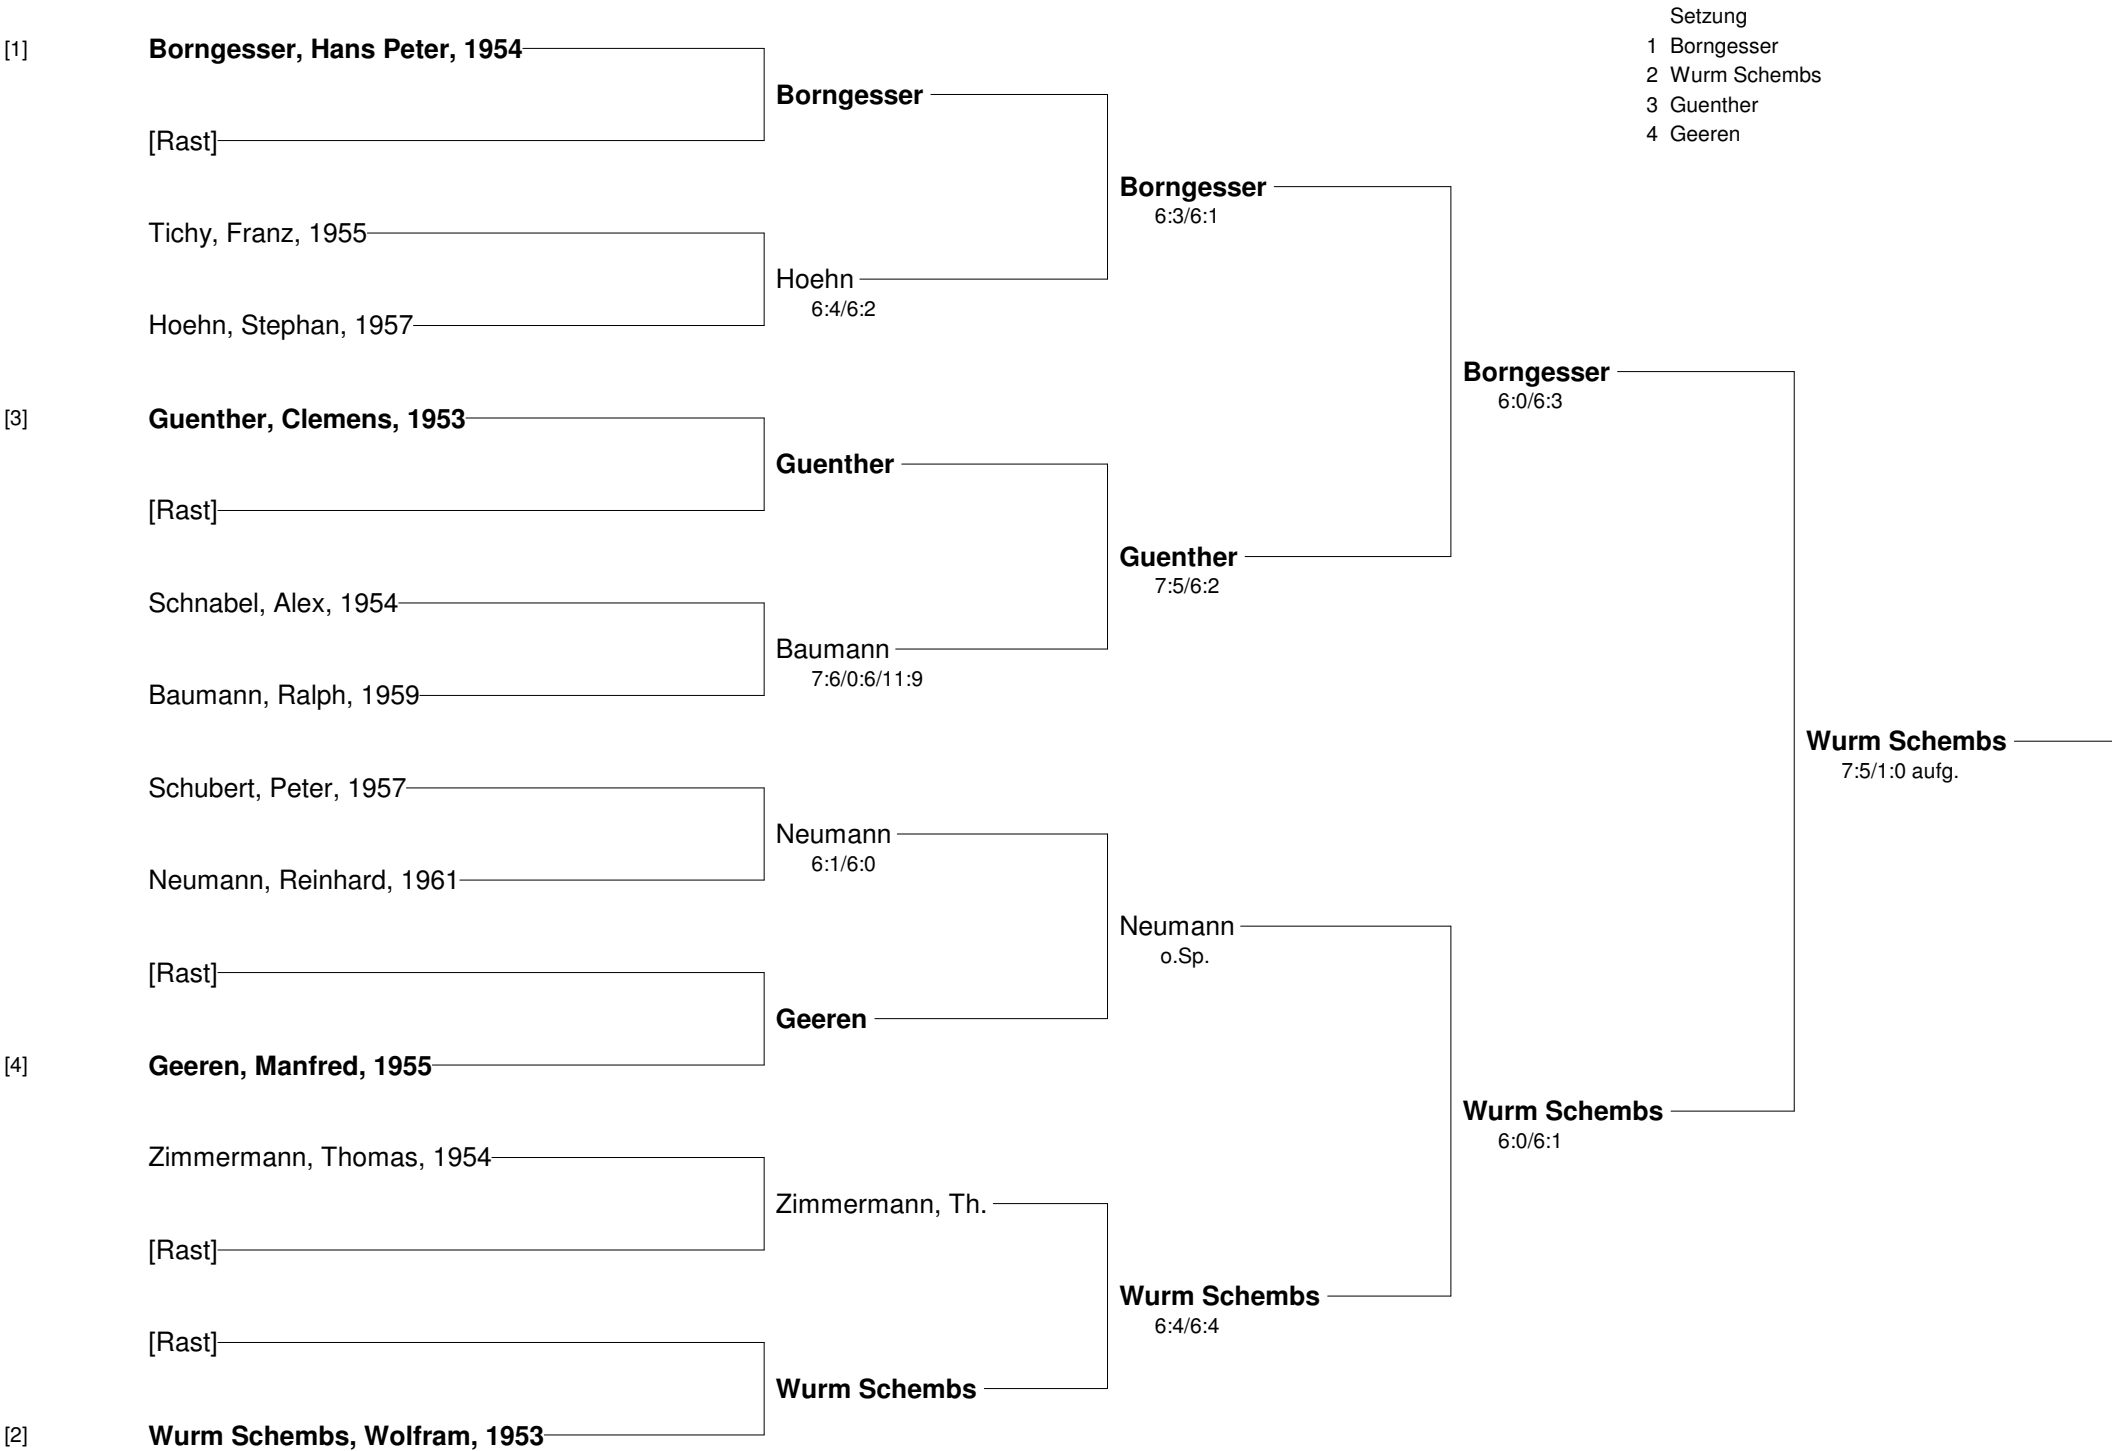 Setzung
1 Borngesser
2 Wurm Schembs
3 Guenther
4 Geeren
[1] Borngesser, Hans Peter, 1954
[Rast]
Tichy, Franz, 1955
Hoehn, Stephan, 1957
[3] Guenther, Clemens, 1953
[Rast]
Schnabel, Alex, 1954
Baumann, Ralph, 1959
Schubert, Peter, 1957
Neumann, Reinhard, 1961
[Rast]
[4] Geeren, Manfred, 1955
Zimmermann, Thomas, 1954
[Rast]
[Rast]
[2] Wurm Schembs, Wolfram, 1953
Borngesser
Hoehn
6:4/6:2
Guenther
Baumann
7:6/0:6/11:9
Neumann
6:1/6:0
Geeren
Zimmermann, Th.
Wurm Schembs
Borngesser
6:3/6:1
Guenther
7:5/6:2
Neumann
o.Sp.
Wurm Schembs
6:4/6:4
Borngesser
6:0/6:3
Wurm Schembs
6:0/6:1
Wurm Schembs
7:5/1:0 aufg.